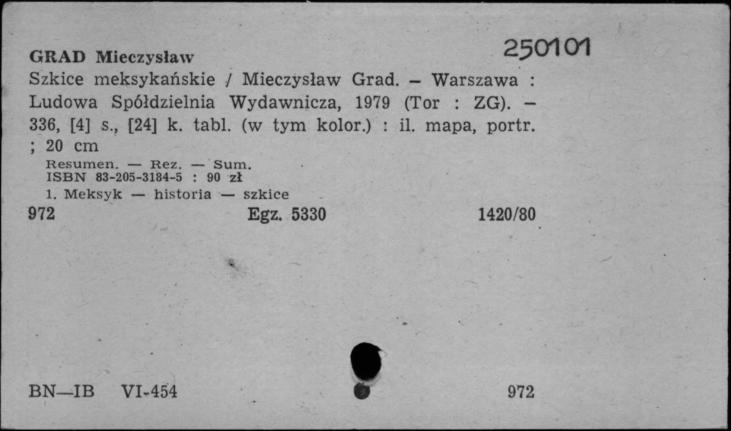 250101
GRAD Mieczysław
Szkice meksykańskie / Mieczysław Grad. – Warszawa :
Ludowa Spółdzielnia Wydawnicza, 1979 (Tor : ZG). –
336, [4] s., [24] k. tabl. (w tym kolor.) : il. mapa, portr.
; 20 cm
Resumen. — Rez. — Sum.
ISBN 83-205-3184-5 : 90 zł
1. Meksyk — historia — szkice
972 Egz. 5330 1420/80
BN—IB VI-454 972